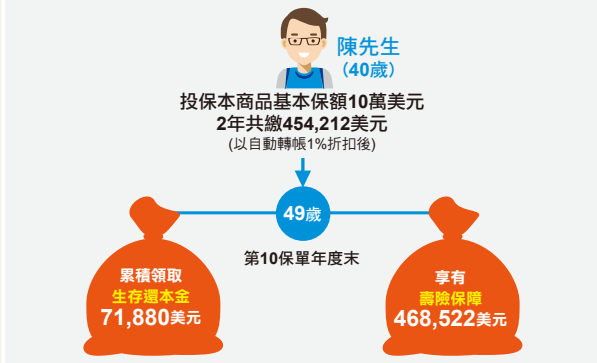 陳先生
（40歲）
投保本商品基本保額10萬美元
2年共繳454,212美元
(以自動轉帳1%折扣後)
49歲
第10保單年度末
累積領取
生存還本金
71,880美元
享有
壽險保障
468,522美元